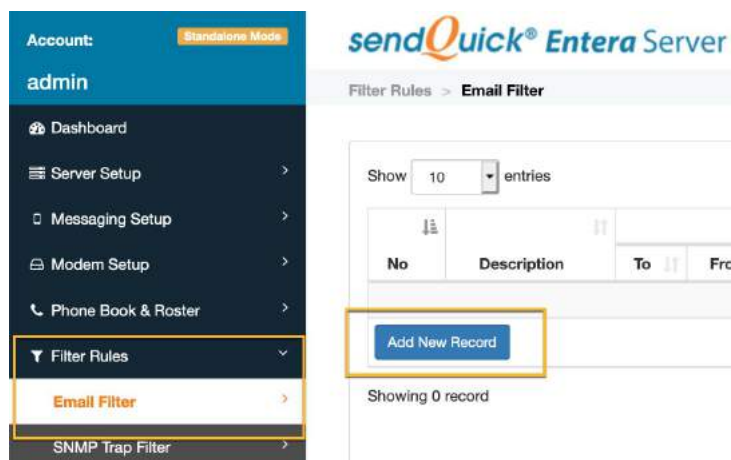 Account:
Standalone Mode
admin
Dashboard
Server Setup
Messaging Setup
Modem Setup
Phone Book & Roster
Filter Rules
Email Filter
SNMP Trap Filter
sendQuick® Entera Server
Filter Rules > Email Filter
Show 10 entries
No Description To Fro
Add New Record
Showing 0 record